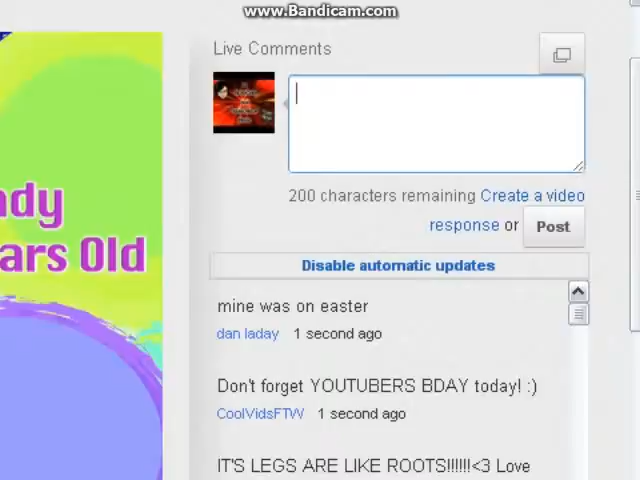 www.Bandicam.com
Live Comments
ady
ars Old
200 characters remaining Create a video
response or Post
Disable automatic updates
mine was on easter
dan laday 1 second ago
Don't forget YOUTUBERS BDAY today! :)
CoolVidsFTW 1 second ago
IT'S LEGS ARE LIKE ROOTS!!!!!!<3 Love